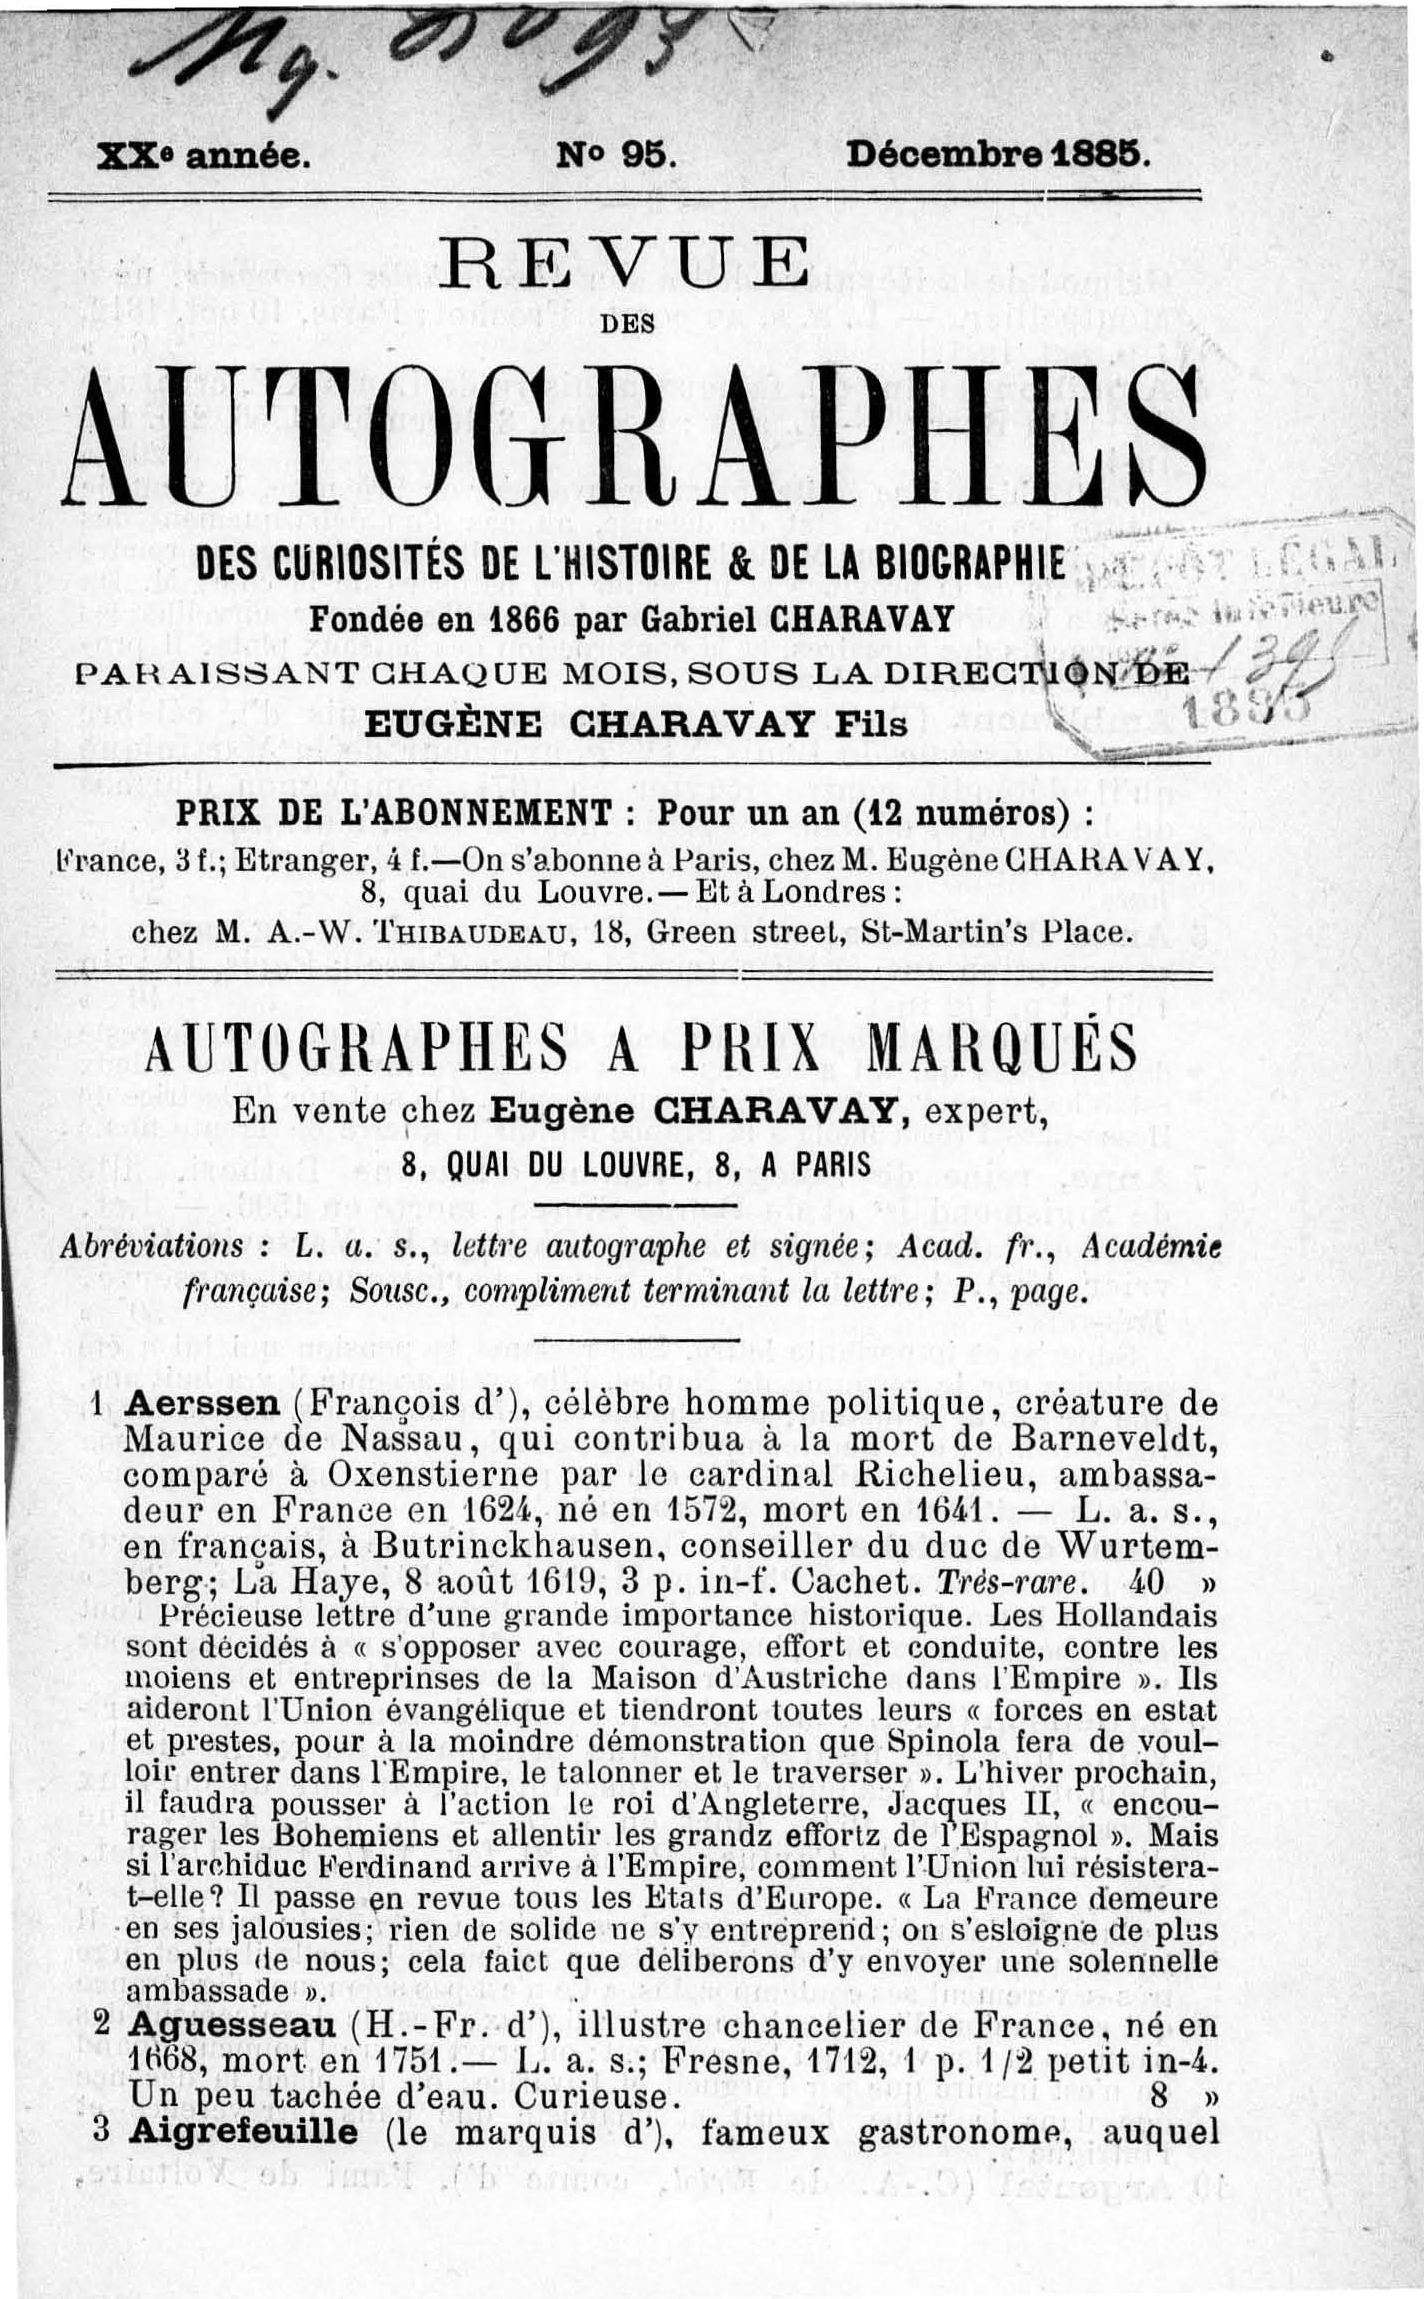 XXe année. No 95. Décembre 1885.
REVUE
DES
AUTOGRAPHES
DES CURIOSITÉS DE L'HISTOIRE & DE LA BIOGRAPHIE
Fondée en 1866 par Gabriel CHARAVAY
PARAISSANT CHAQUE MOIS, SOUS LA DIRECTION DE
EUGÈNE CHARAVAY Fils
DÉPÔT LÉGAL
Seine Inférieure
1885
PRIX DE L'ABONNEMENT : Pour un an (12 numéros) :
France, 3 f.; Etranger, 4 f.—On s'abonne à Paris, chez M. Eugène CHARAVAY,
8, quai du Louvre.—Et à Londres :
chez M. A.-W. THIBAUDEAU, 18, Green street, St-Martin's Place.
AUTOGRAPHES A PRIX MARQUÉS
En vente chez Eugène CHARAVAY, expert,
8, QUAI DU LOUVRE, 8, A PARIS
Abréviations : L. a. s., lettre autographe et signée; Acad. fr., Académie
française; Sousc., compliment terminant la lettre; P., page.
1 Aerssen (François d'), célèbre homme politique, créature de
Maurice de Nassau, qui contribua à la mort de Barneveldt,
comparé à Oxenstierne par le cardinal Richelieu, ambassa-
deur en France en 1624, né en 1572, mort en 1641. — L. a. s.,
en français, à Butrinckhausen, conseiller du duc de Wurtem-
berg; La Haye, 8 août 1619, 3 p. in-f. Cachet. Très-rare. 40 »
Précieuse lettre d'une grande importance historique. Les Hollandais
sont décidés à « s'opposer avec courage, effort et conduite, contre les
moiens et entreprinses de la Maison d'Austriche dans l'Empire ». Ils
aideront l'Union évangélique et tiendront toutes leurs « forces en estat
et prestes, pour à la moindre démonstration que Spinola fera de voul-
loir entrer dans l'Empire, le talonner et le traverser ». L'hiver prochain,
il faudra pousser à l'action le roi d'Angleterre, Jacques II, « encou-
rager les Bohemiens et allentir les grandz effortz de l'Espagnol ». Mais
si l'archiduc Ferdinand arrive à l'Empire, comment l'Union lui résistera-
t-elle? Il passe en revue tous les Etats d'Europe. « La France demeure
en ses jalousies; rien de solide ne s'y entreprend; on s'esloigne de plus
en plus de nous; cela faict que deliberons d'y envoyer une solennelle
ambassade ».
2 Aguesseau (H.-Fr. d'), illustre chancelier de France, né en
1668, mort en 1751.— L. a. s.; Fresne, 1712, 1 p. 1/2 petit in-4.
Un peu tachée d'eau. Curieuse. 8 »
3 Aigrefeuille (le marquis d'), fameux gastronome, auquel